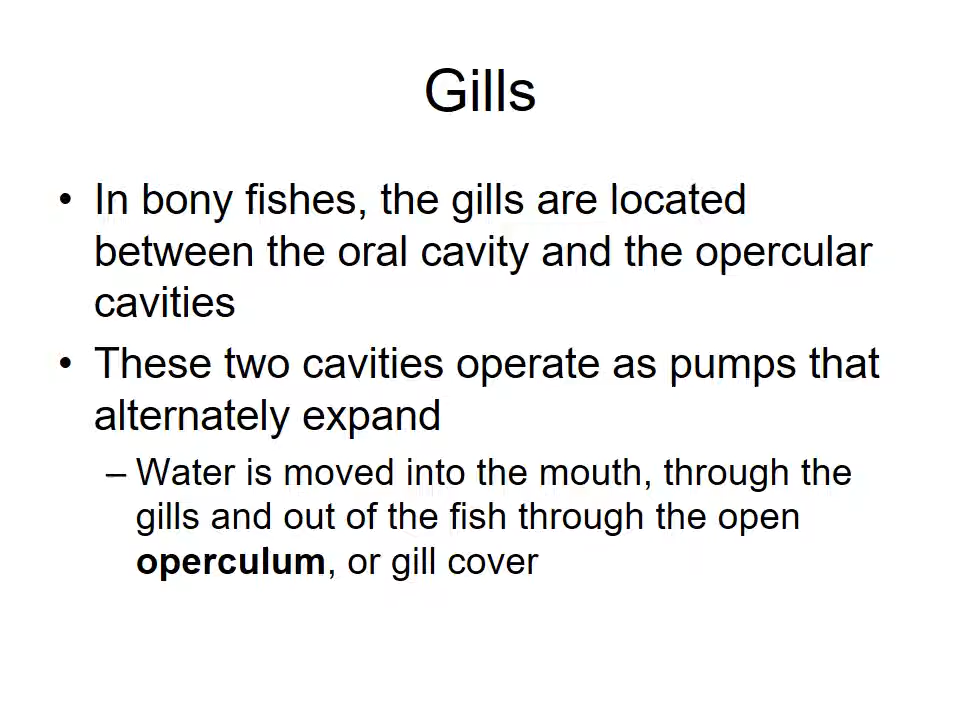 Gills
• In bony fishes, the gills are located
between the oral cavity and the opercular
cavities
• These two cavities operate as pumps that
alternately expand
– Water is moved into the mouth, through the
gills and out of the fish through the open
operculum, or gill cover